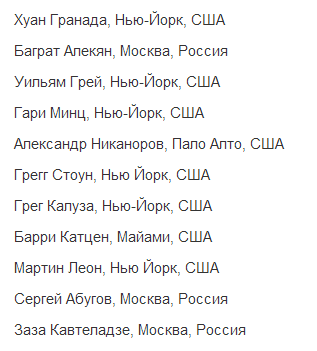 Хуан Гранада, Нью-Йорк, США
Баграт Алекян, Москва, Россия
Уильям Грей, Нью-Йорк, США
Гари Минц, Нью-Йорк, США
Александр Никаноров, Пало Алто, США
Грегг Стоун, Нью Йорк, США
Грег Калуза, Нью-Йорк, США
Барри Катцен, Майами, США
Мартин Леон, Нью Йорк, США
Сергей Абугов, Москва, Россия
Заза Кавтеладзе, Москва, Россия